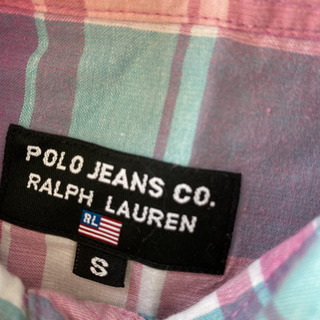 POLO JEANS CO.
RALPH LAUREN
RL
S